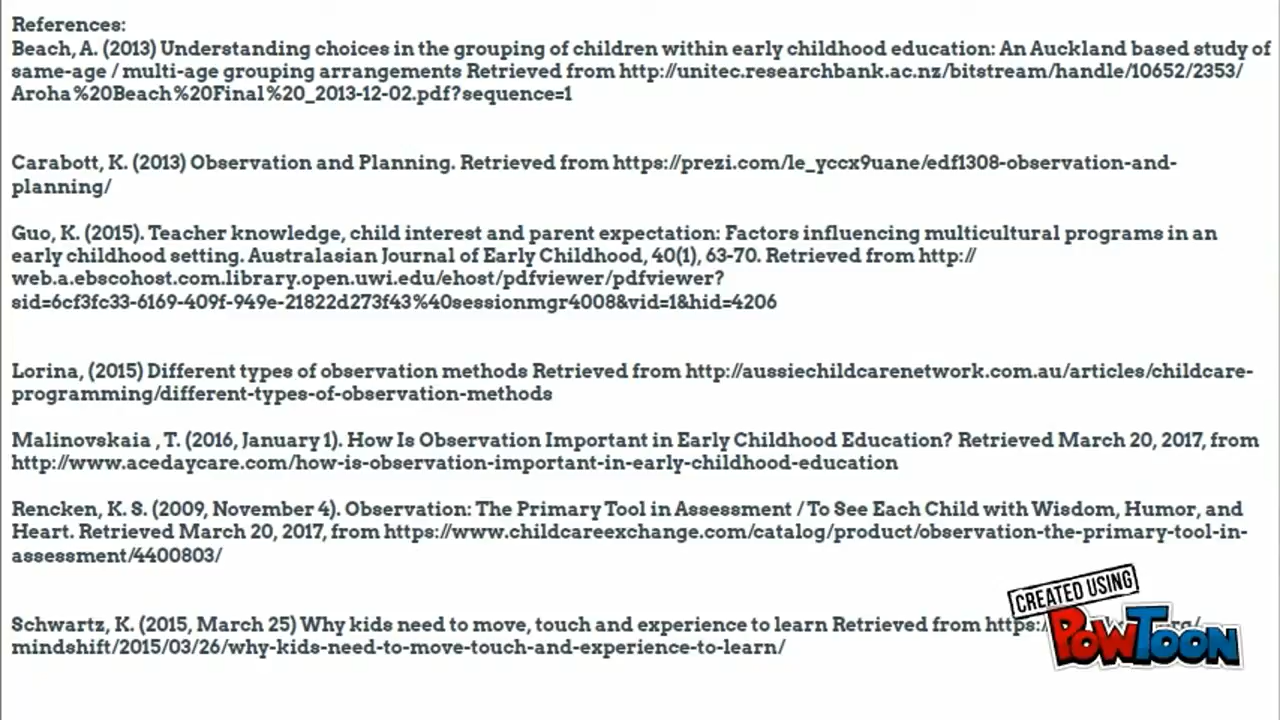 References:
Beach, A. (2013) Understanding choices in the grouping of children within early childhood education: An Auckland based study of
same-age / multi-age grouping arrangements Retrieved from http://unitec.researchbank.ac.nz/bitstream/handle/10652/2353/
Aroha%20Beach%20Final%20_2013-12-02.pdf?sequence=1
Carabott, K. (2013) Observation and Planning. Retrieved from https://prezi.com/le_yccx9uane/edf1308-observation-and-
planning/
Guo, K. (2015). Teacher knowledge, child interest and parent expectation: Factors influencing multicultural programs in an
early childhood setting. Australasian Journal of Early Childhood, 40(1), 63-70. Retrieved from http://
web.a.ebscohost.com.library.open.uwi.edu/ehost/pdfviewer/pdfviewer?
sid=6cf3fc33-6169-409f-949e-21822d273f43%40sessionmgr4008&vid=1&hid=4206
Lorina, (2015) Different types of observation methods Retrieved from http://aussiechildcarenetwork.com.au/articles/childcare-
programming/different-types-of-observation-methods
Malinovskaia , T. (2016, January 1). How Is Observation Important in Early Childhood Education? Retrieved March 20, 2017, from
http://www.acedaycare.com/how-is-observation-important-in-early-childhood-education
Rencken, K. S. (2009, November 4). Observation: The Primary Tool in Assessment / To See Each Child with Wisdom, Humor, and
Heart. Retrieved March 20, 2017, from https://www.childcareexchange.com/catalog/product/observation-the-primary-tool-in-
assessment/4400803/
Schwartz, K. (2015, March 25) Why kids need to move, touch and experience to learn Retrieved from https:/
mindshift/2015/03/26/why-kids-need-to-move-touch-and-experience-to-learn/
CREATED USING
POWTOON